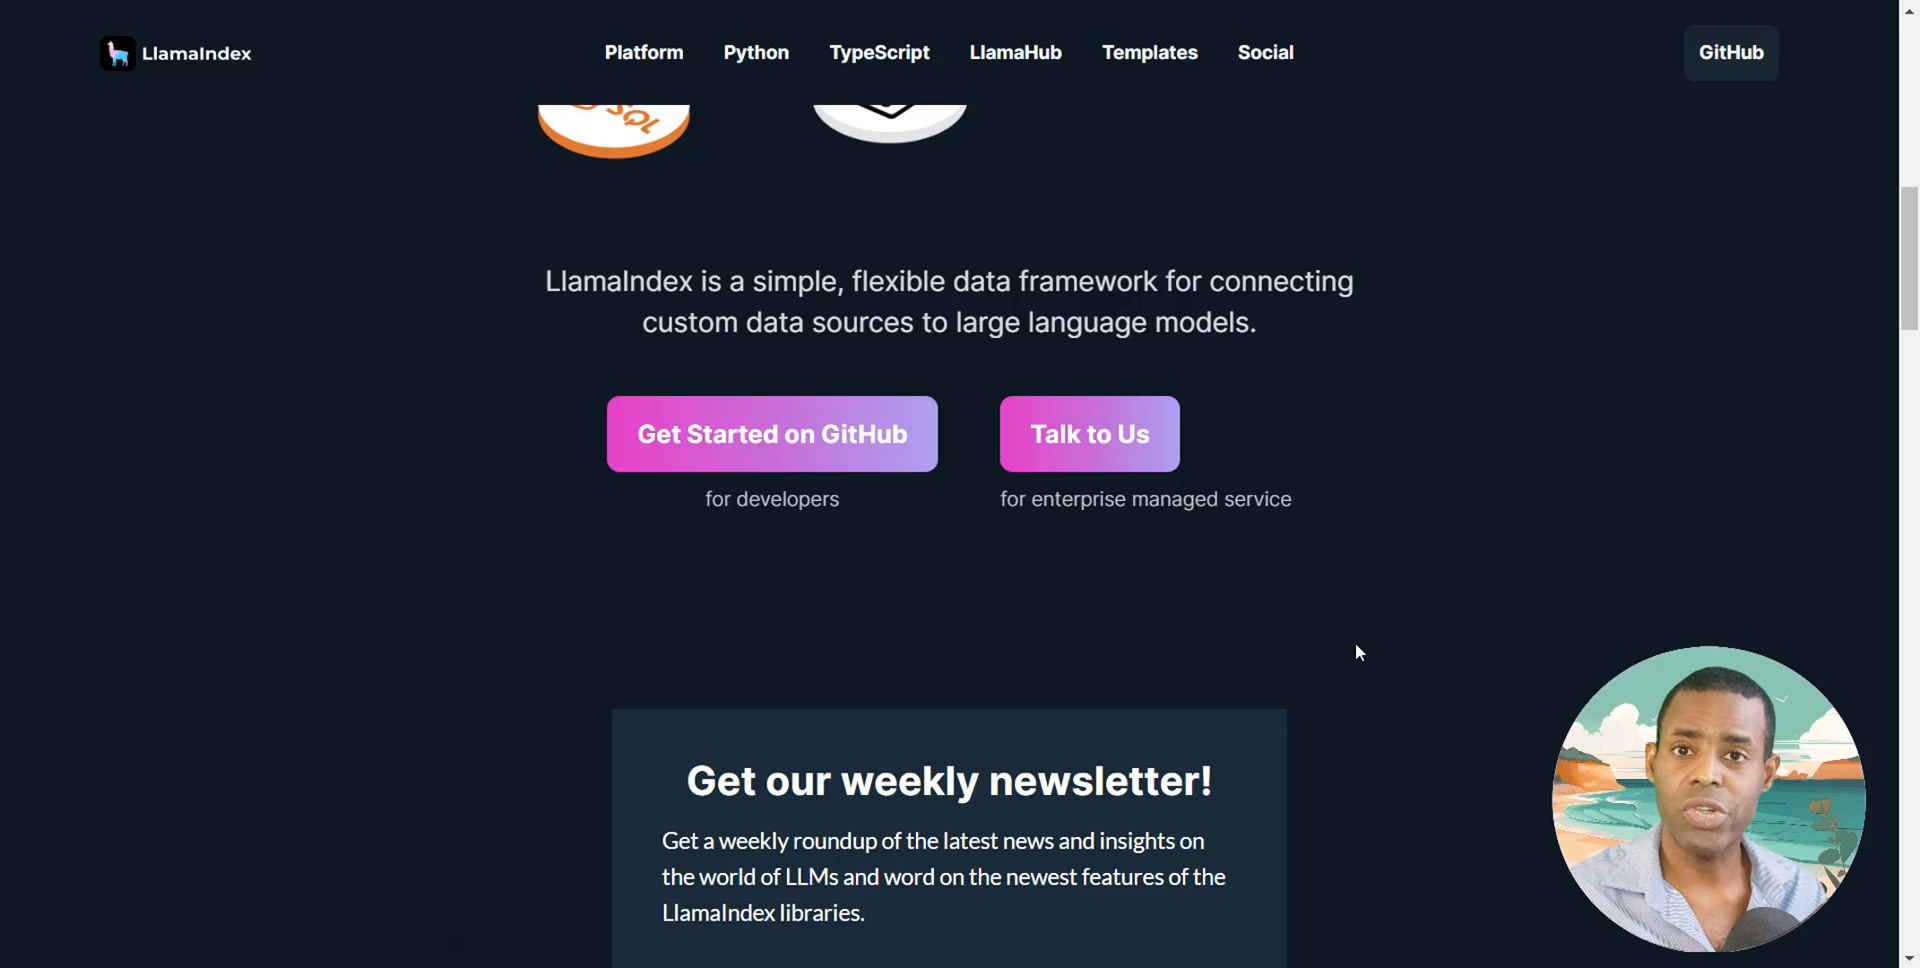 LlamaIndex
Platform Python TypeScript LlamaHub Templates Social
GitHub
SQL
LlamaIndex is a simple, flexible data framework for connecting
custom data sources to large language models.
Get Started on GitHub
Talk to Us
for developers
for enterprise managed service
Get our weekly newsletter!
Get a weekly roundup of the latest news and insights on
the world of LLMs and word on the newest features of the
LlamaIndex libraries.